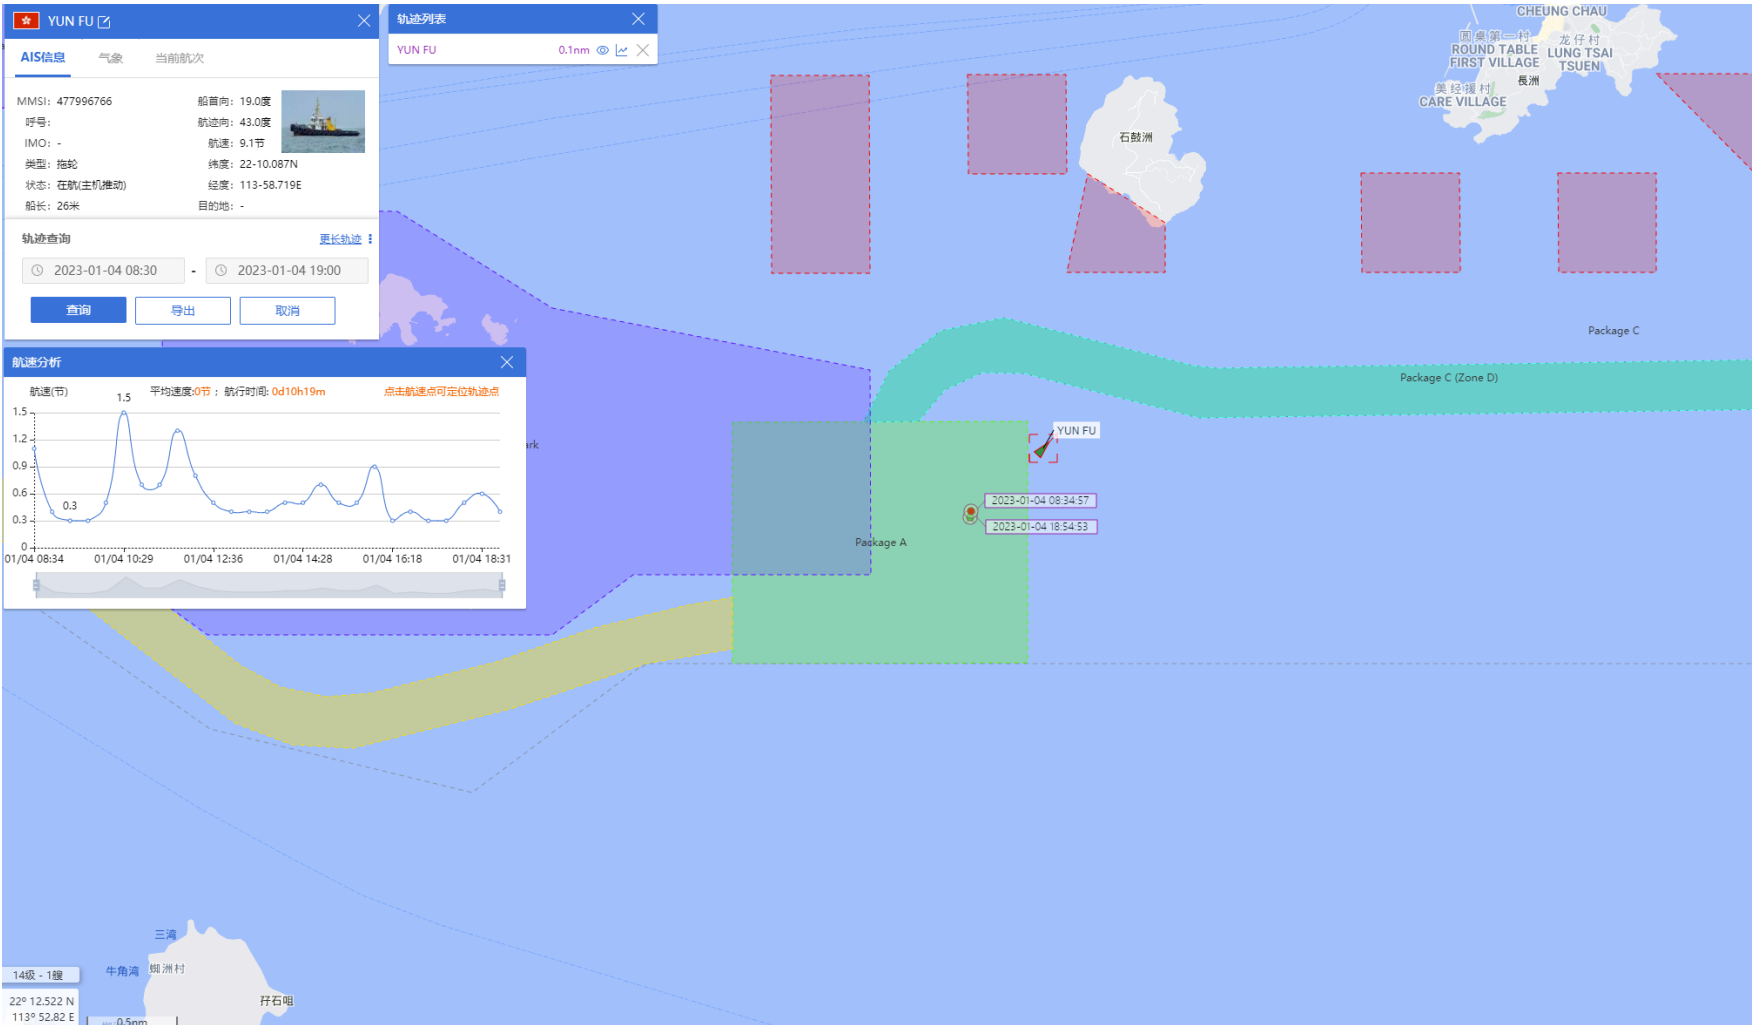 YUN FU
AIS信息
气象
当前航次
MMSI: 477996766
船首向: 19.0度
呼号:
航迹向: 43.0度
IMO: -
航速: 9.1节
类型: 拖轮
纬度: 22-10.087N
状态: 在航(主机推动)
经度: 113-58.719E
船长: 26米
目的地: -
轨迹查询
更长轨迹
2023-01-04 08:30 - 2023-01-04 19:00
查询
导出
取消
轨迹列表
YUN FU 0.1nm
航速分析
航速(节)
平均速度:0节 ; 航行时间: 0d10h19m
点击航速点可定位轨迹点
1.5
0.3
1.5
1.2
0.9
0.6
0.3
0
01/04 08:34
01/04 10:29
01/04 12:36
01/04 14:28
01/04 16:18
01/04 18:31
ark
CHEUNG CHAU
圆桌第一村
ROUND TABLE
FIRST VILLAGE
龙仔村
LUNG TSAI
TSUEN
長洲
美经援村
CARE VILLAGE
石鼓洲
Package C
Package C (Zone D)
YUN FU
2023-01-04 08:34:57
2023-01-04 18:54:53
Package A
三湾
牛角湾
蜘洲村
孖石咀
14级 - 1艘
22º 12.522 N
113º 52.82 E
0.5nm